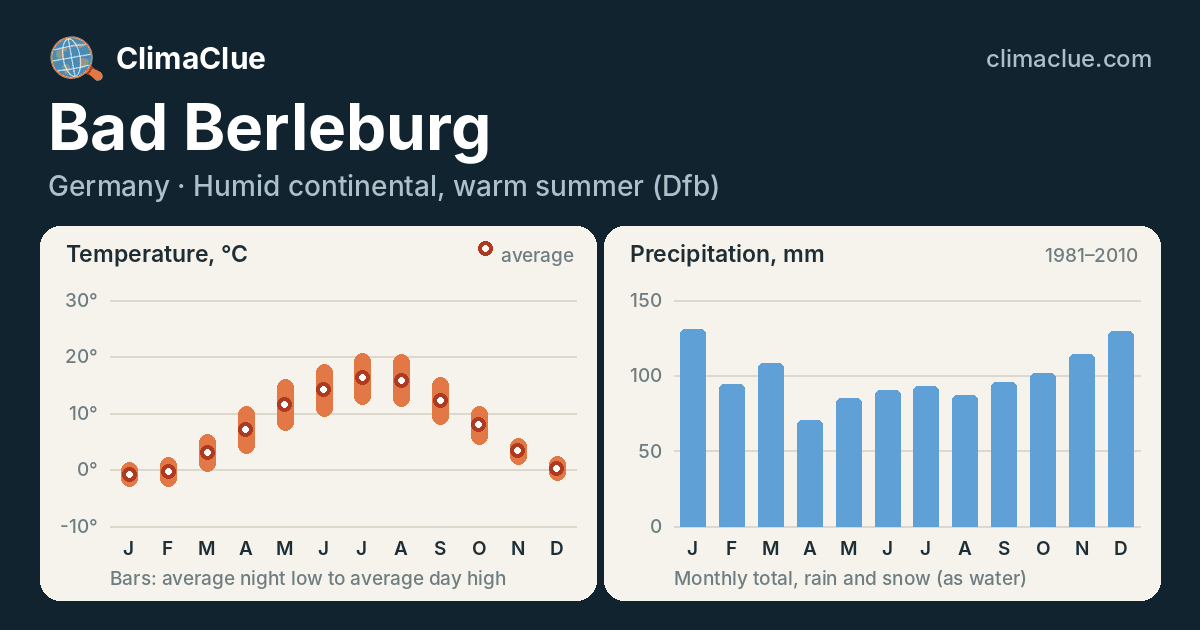 ClimaClue
climaclue.com
Bad Berleburg
Germany · Humid continental, warm summer (Dfb)
Temperature, °C
average
30°
20°
10°
0°
-10°
J F M A M J J A S O N D
Bars: average night low to average day high
Precipitation, mm
1981–2010
150
100
50
0
J F M A M J J A S O N D
Monthly total, rain and snow (as water)